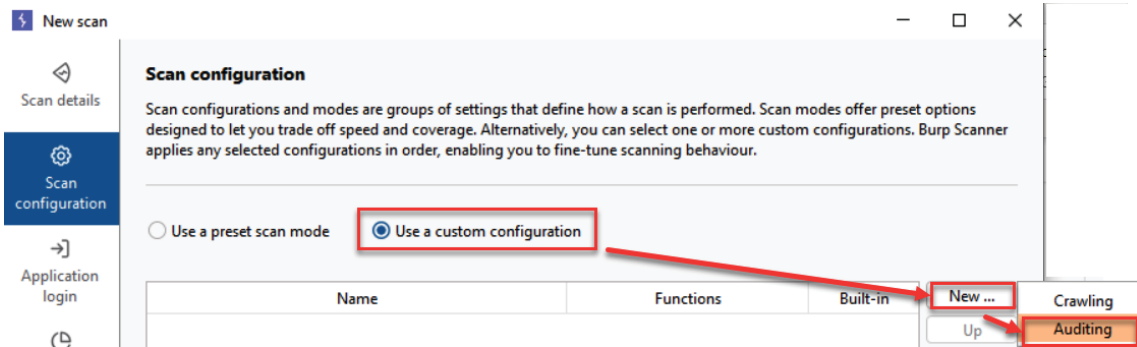 New scan
Scan details
Scan
configuration
Application
login
Scan configuration
Scan configurations and modes are groups of settings that define how a scan is performed. Scan modes offer preset options
designed to let you trade off speed and coverage. Alternatively, you can select one or more custom configurations. Burp Scanner
applies any selected configurations in order, enabling you to fine-tune scanning behaviour.
Use a preset scan mode
Use a custom configuration
Name
Functions
Built-in
New ...
Up
Crawling
Auditing